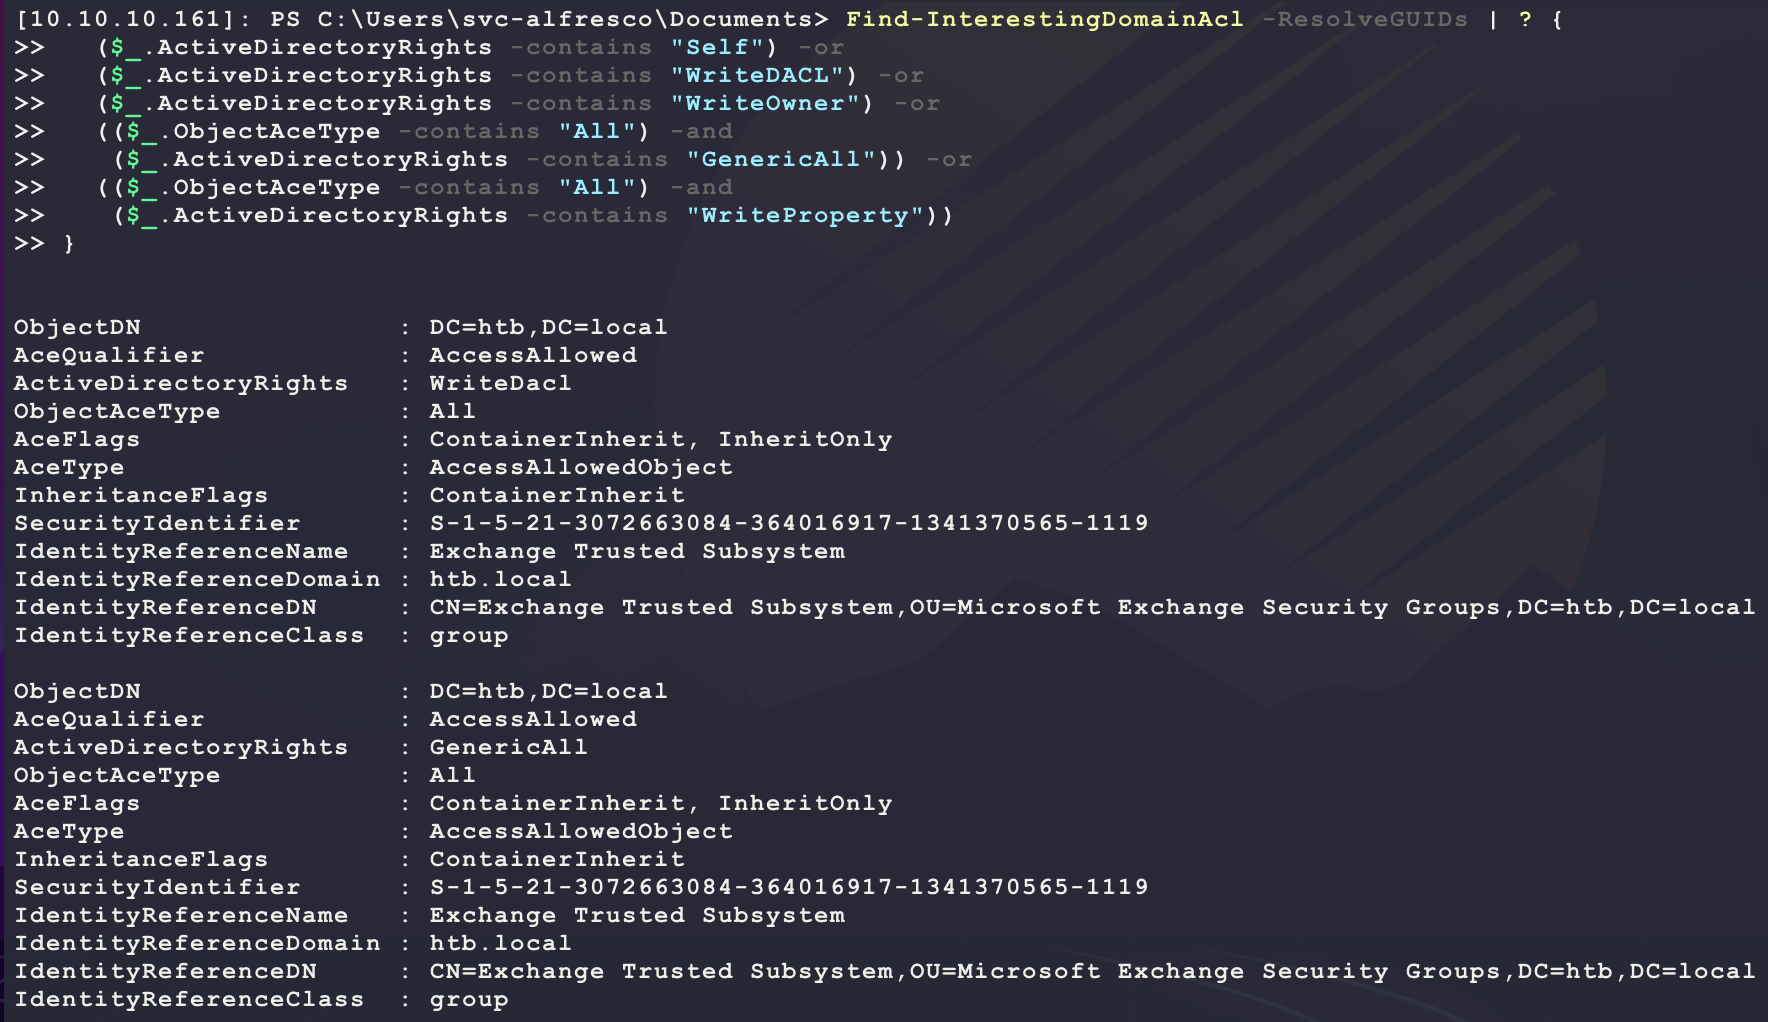 [10.10.10.161]: PS C:\Users\svc-alfresco\Documents> Find-InterestingDomainAcl -ResolveGUIDs | ? {
>>   ($_.ActiveDirectoryRights -contains "Self") -or
>>   ($_.ActiveDirectoryRights -contains "WriteDACL") -or
>>   ($_.ActiveDirectoryRights -contains "WriteOwner") -or
>>   (($_.ObjectAceType -contains "All") -and
>>    ($_.ActiveDirectoryRights -contains "GenericAll")) -or
>>   (($_.ObjectAceType -contains "All") -and
>>    ($_.ActiveDirectoryRights -contains "WriteProperty"))
>> }
ObjectDN                : DC=htb,DC=local
AceQualifier            : AccessAllowed
ActiveDirectoryRights   : WriteDacl
ObjectAceType           : All
AceFlags                : ContainerInherit, InheritOnly
AceType                 : AccessAllowedObject
InheritanceFlags        : ContainerInherit
SecurityIdentifier      : S-1-5-21-3072663084-364016917-1341370565-1119
IdentityReferenceName   : Exchange Trusted Subsystem
IdentityReferenceDomain : htb.local
IdentityReferenceDN     : CN=Exchange Trusted Subsystem,OU=Microsoft Exchange Security Groups,DC=htb,DC=local
IdentityReferenceClass  : group
ObjectDN                : DC=htb,DC=local
AceQualifier            : AccessAllowed
ActiveDirectoryRights   : GenericAll
ObjectAceType           : All
AceFlags                : ContainerInherit, InheritOnly
AceType                 : AccessAllowedObject
InheritanceFlags        : ContainerInherit
SecurityIdentifier      : S-1-5-21-3072663084-364016917-1341370565-1119
IdentityReferenceName   : Exchange Trusted Subsystem
IdentityReferenceDomain : htb.local
IdentityReferenceDN     : CN=Exchange Trusted Subsystem,OU=Microsoft Exchange Security Groups,DC=htb,DC=local
IdentityReferenceClass  : group